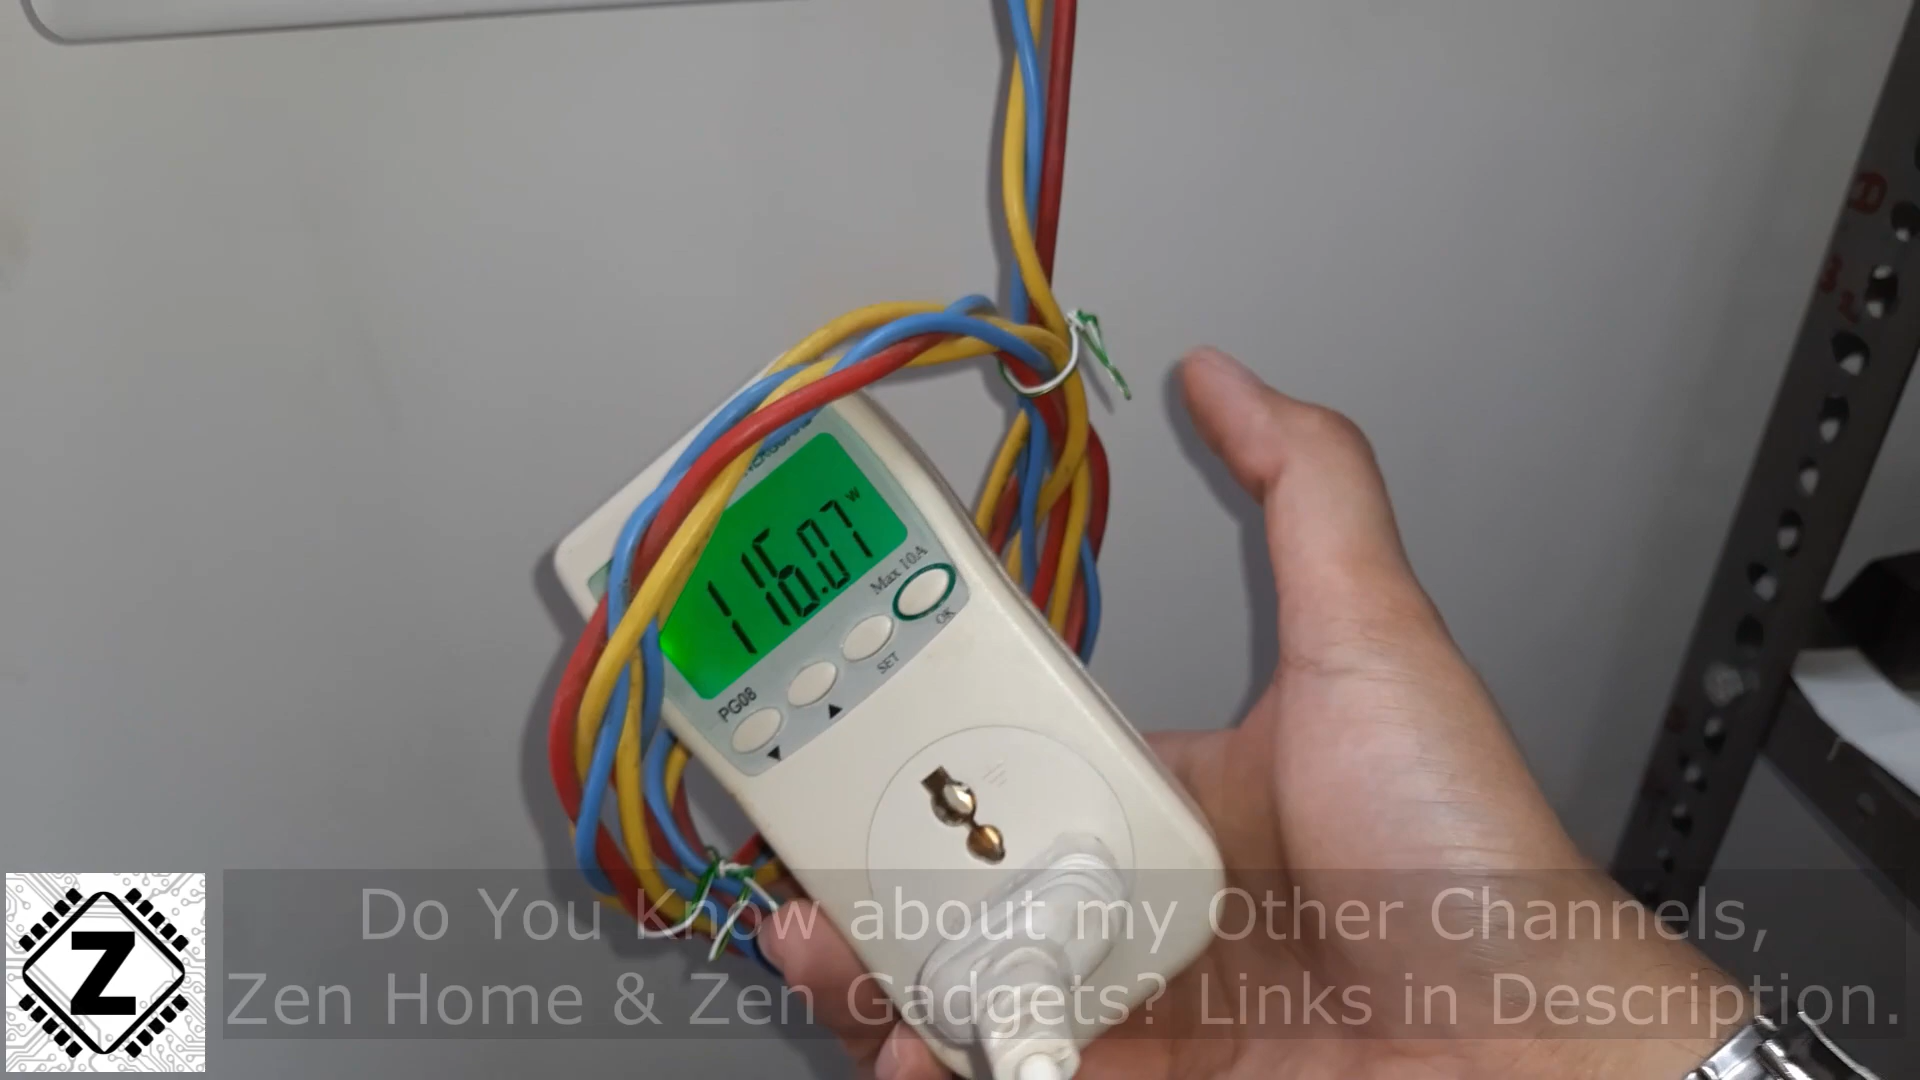 116.07 W
Max 10A
OK
SET
PG08
▲
▼
Z
Do You Know about my Other Channels,
Zen Home & Zen Gadgets? Links in Description.